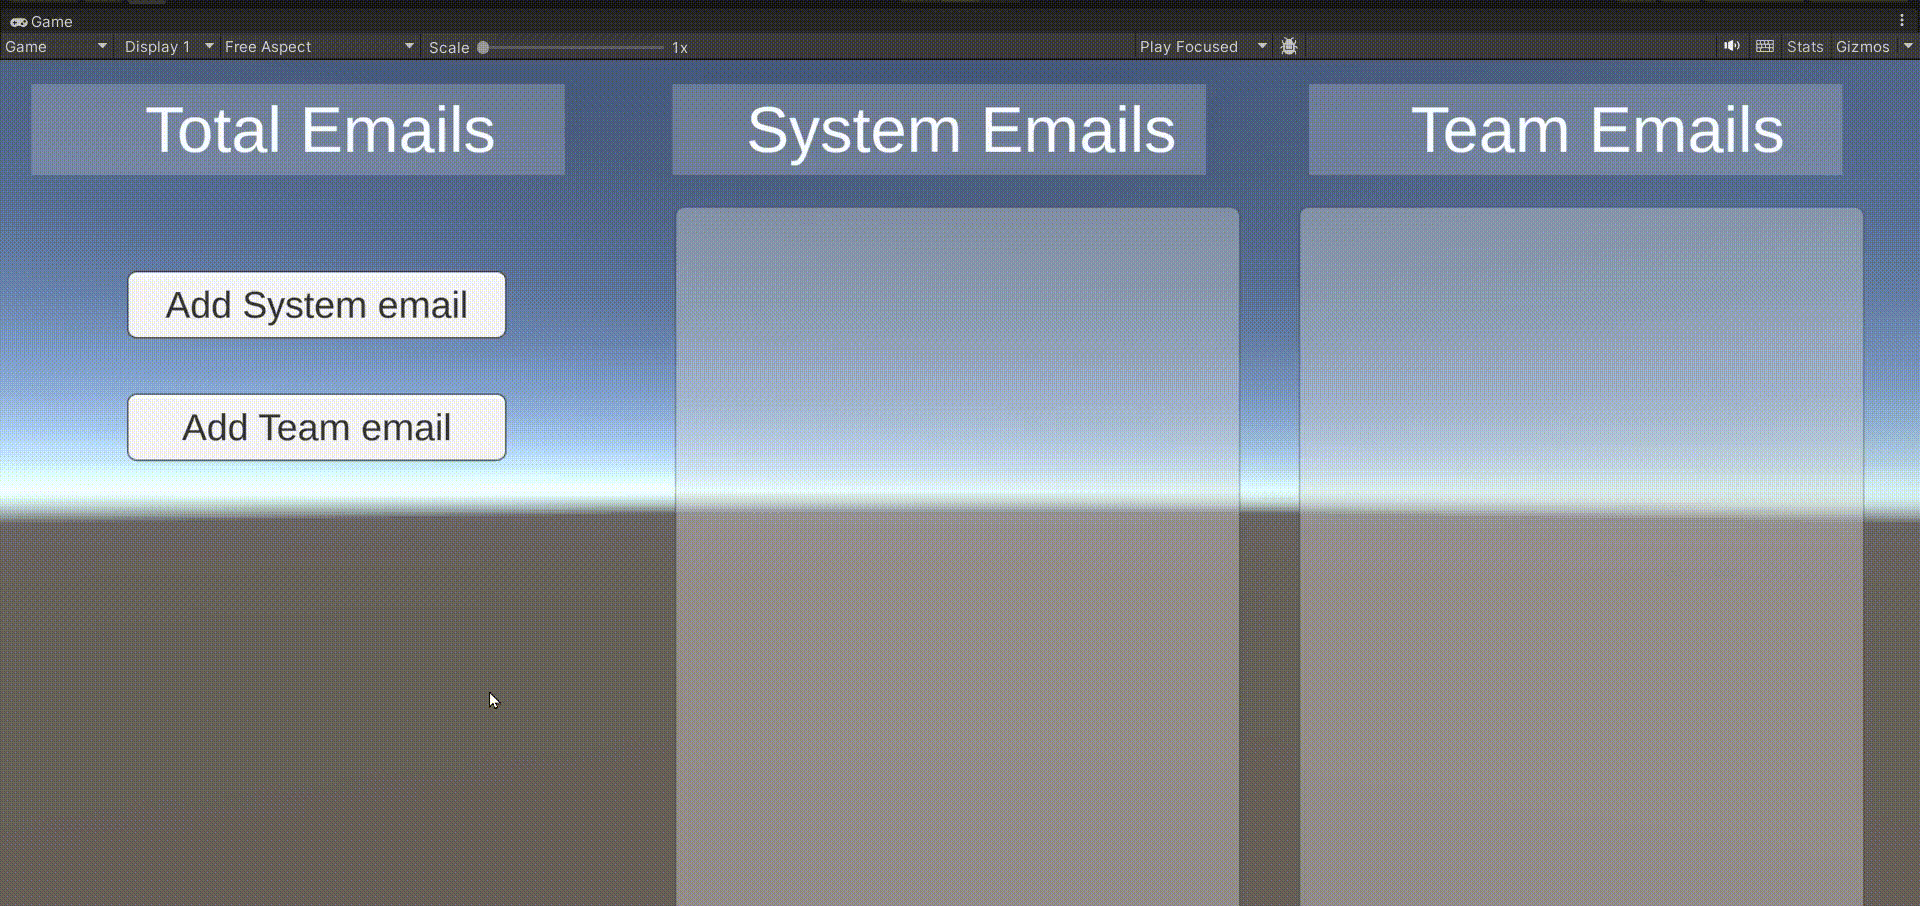 Game
Game Display 1 Free Aspect Scale 1x Play Focused Stats Gizmos
Total Emails System Emails Team Emails
Add System email
Add Team email